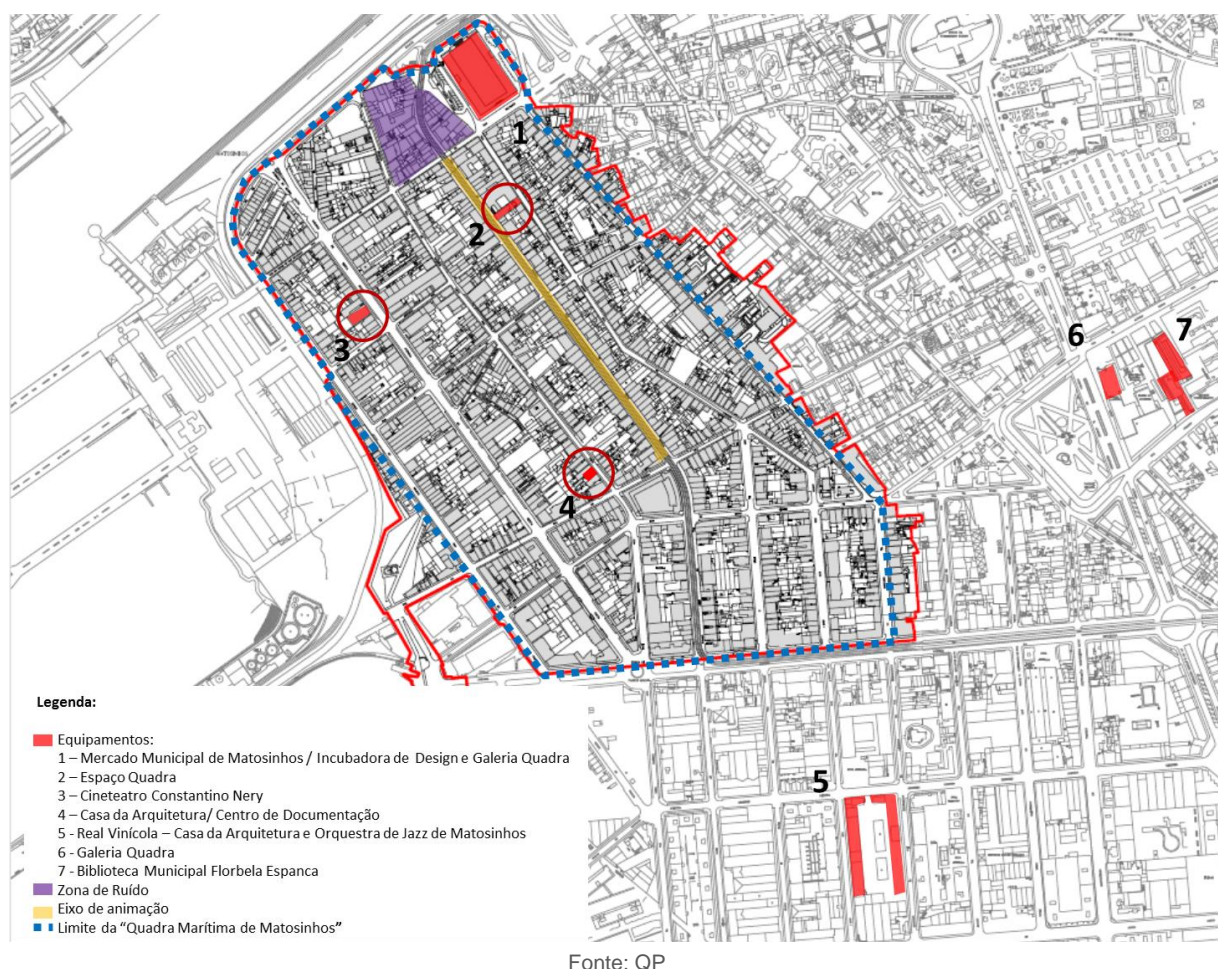 MATOSINHOS
1
2
3
4
6
7
5
Legenda:
Equipamentos:
1 – Mercado Municipal de Matosinhos / Incubadora de Design e Galeria Quadra
2 – Espaço Quadra
3 – Cineteatro Constantino Nery
4 – Casa da Arquitetura/ Centro de Documentação
5 - Real Vinícola – Casa da Arquitetura e Orquestra de Jazz de Matosinhos
6 - Galeria Quadra
7 - Biblioteca Municipal Florbela Espanca
Zona de Ruído
Eixo de animação
Limite da “Quadra Marítima de Matosinhos”
Fonte: QP